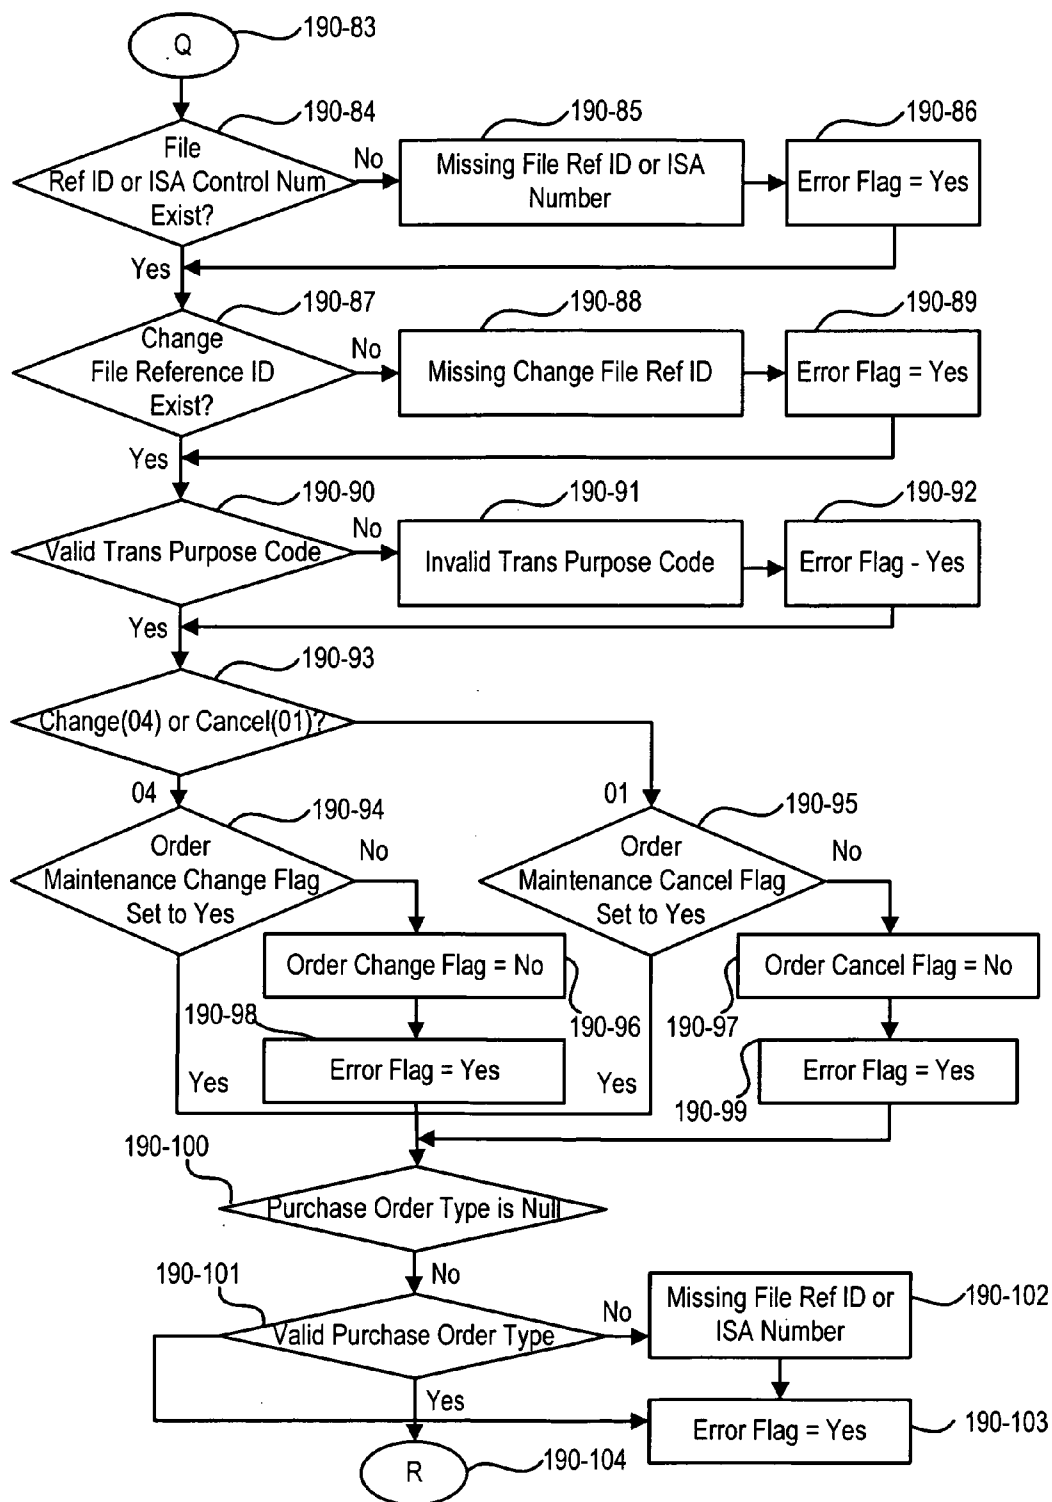 Q
190-83
190-84
File
Ref ID or ISA Control Num
Exist?
No
190-85
Missing File Ref ID or ISA
Number
190-86
Error Flag = Yes
Yes
190-87
Change
File Reference ID
Exist?
No
190-88
Missing Change File Ref ID
190-89
Error Flag = Yes
Yes
190-90
Valid Trans Purpose Code
No
190-91
Invalid Trans Purpose Code
190-92
Error Flag - Yes
Yes
190-93
Change(04) or Cancel(01)?
04
190-94
Order
Maintenance Change Flag
Set to Yes
No
01
190-95
Order
Maintenance Cancel Flag
Set to Yes
No
Order Change Flag = No
190-96
Order Cancel Flag = No
190-97
190-98
Error Flag = Yes
Yes
Yes
Error Flag = Yes
190-99
190-100
Purchase Order Type is Null
No
190-101
Valid Purchase Order Type
No
Missing File Ref ID or
ISA Number
190-102
Yes
Error Flag = Yes
190-103
R
190-104